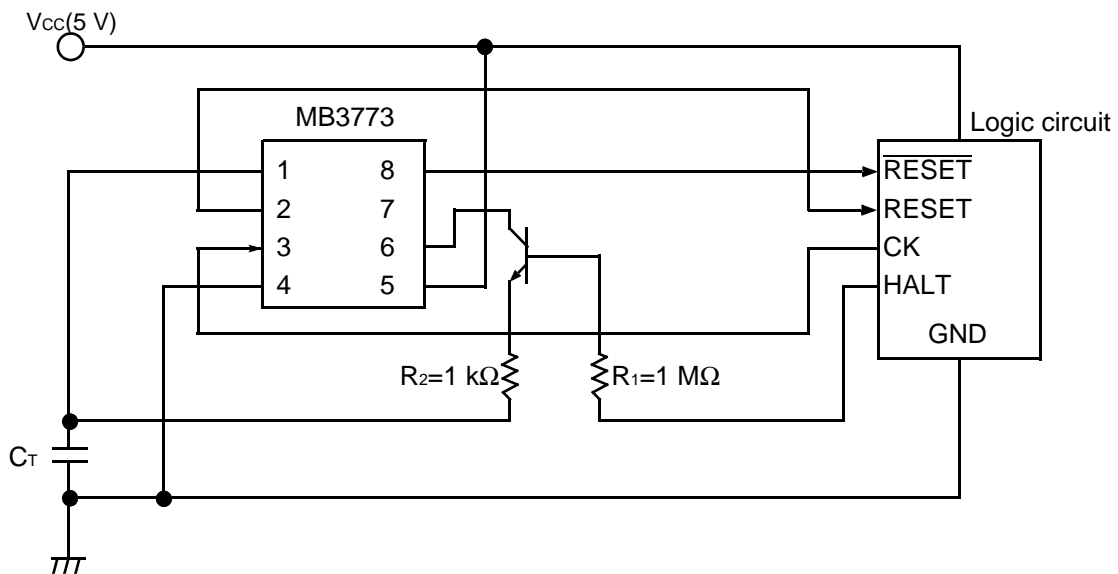 VCC(5 V)
MB3773
Logic circuit
1 8
2 7
3 6
4 5
RESET
RESET
CK
HALT
GND
R2=1 kΩ
R1=1 MΩ
CT